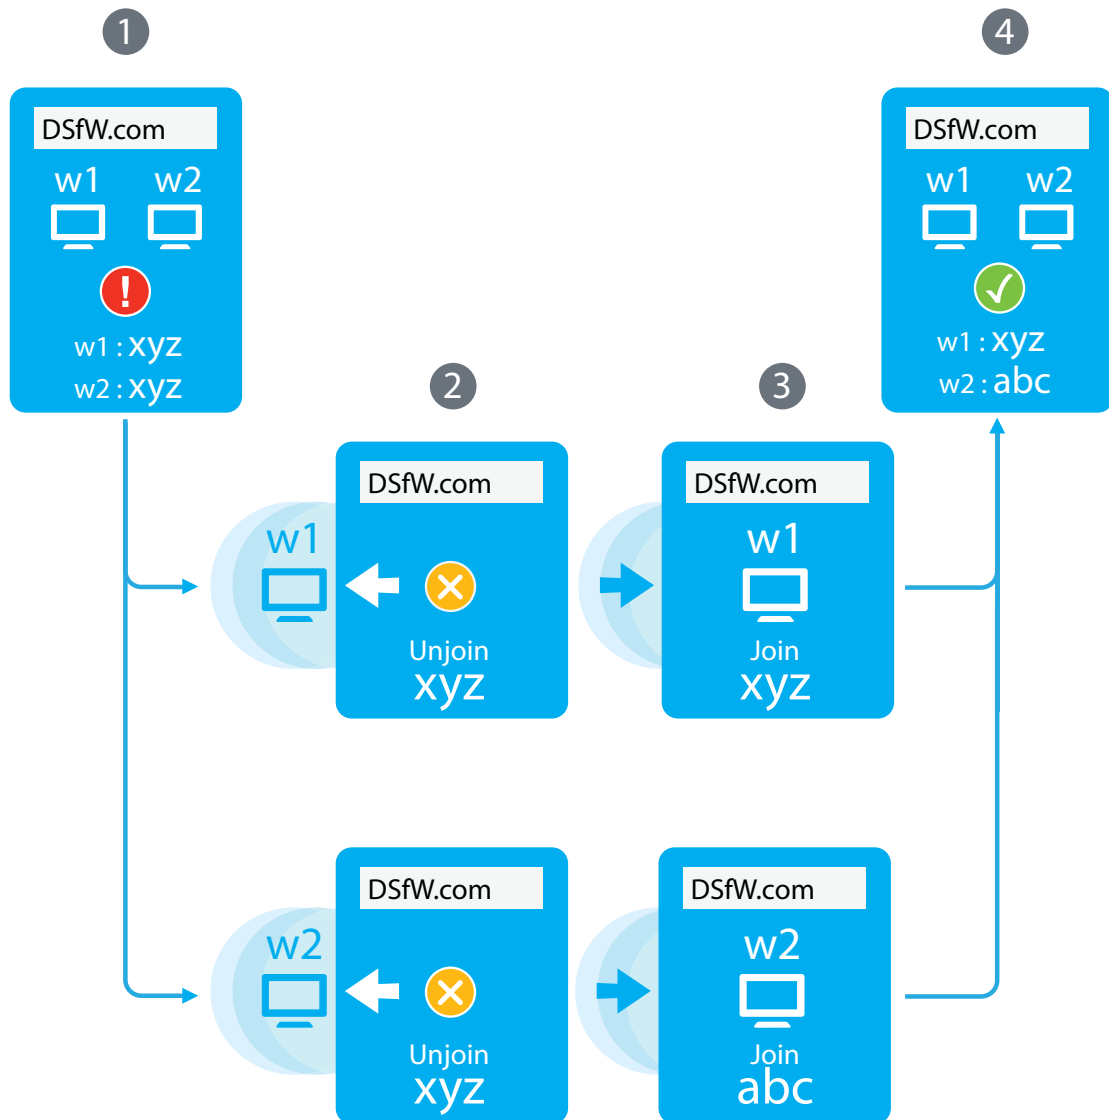 1
DSfW.com
w1 w2
!
w1 : xyz
w2 : xyz
2
DSfW.com
w1
Unjoin
xyz
3
DSfW.com
w1
Join
xyz
DSfW.com
w2
Unjoin
xyz
DSfW.com
w2
Join
abc
4
DSfW.com
w1 w2
w1 : xyz
w2 : abc